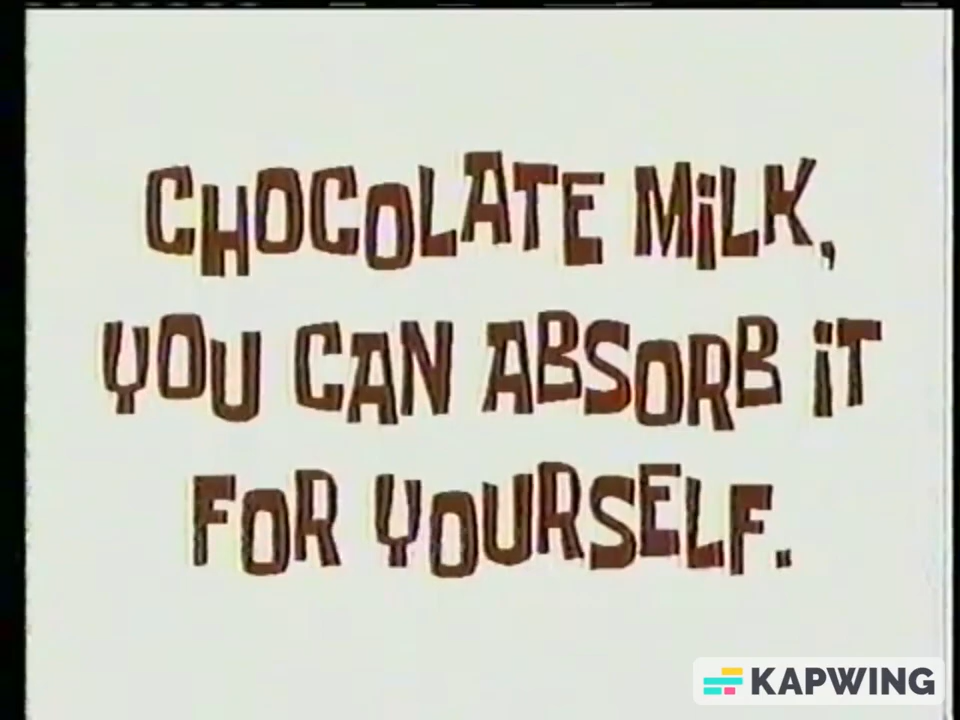 CHOCOLATE MiLK,
YOU CAN ABSORB iT
FOR YOURSELF.
KAPWING